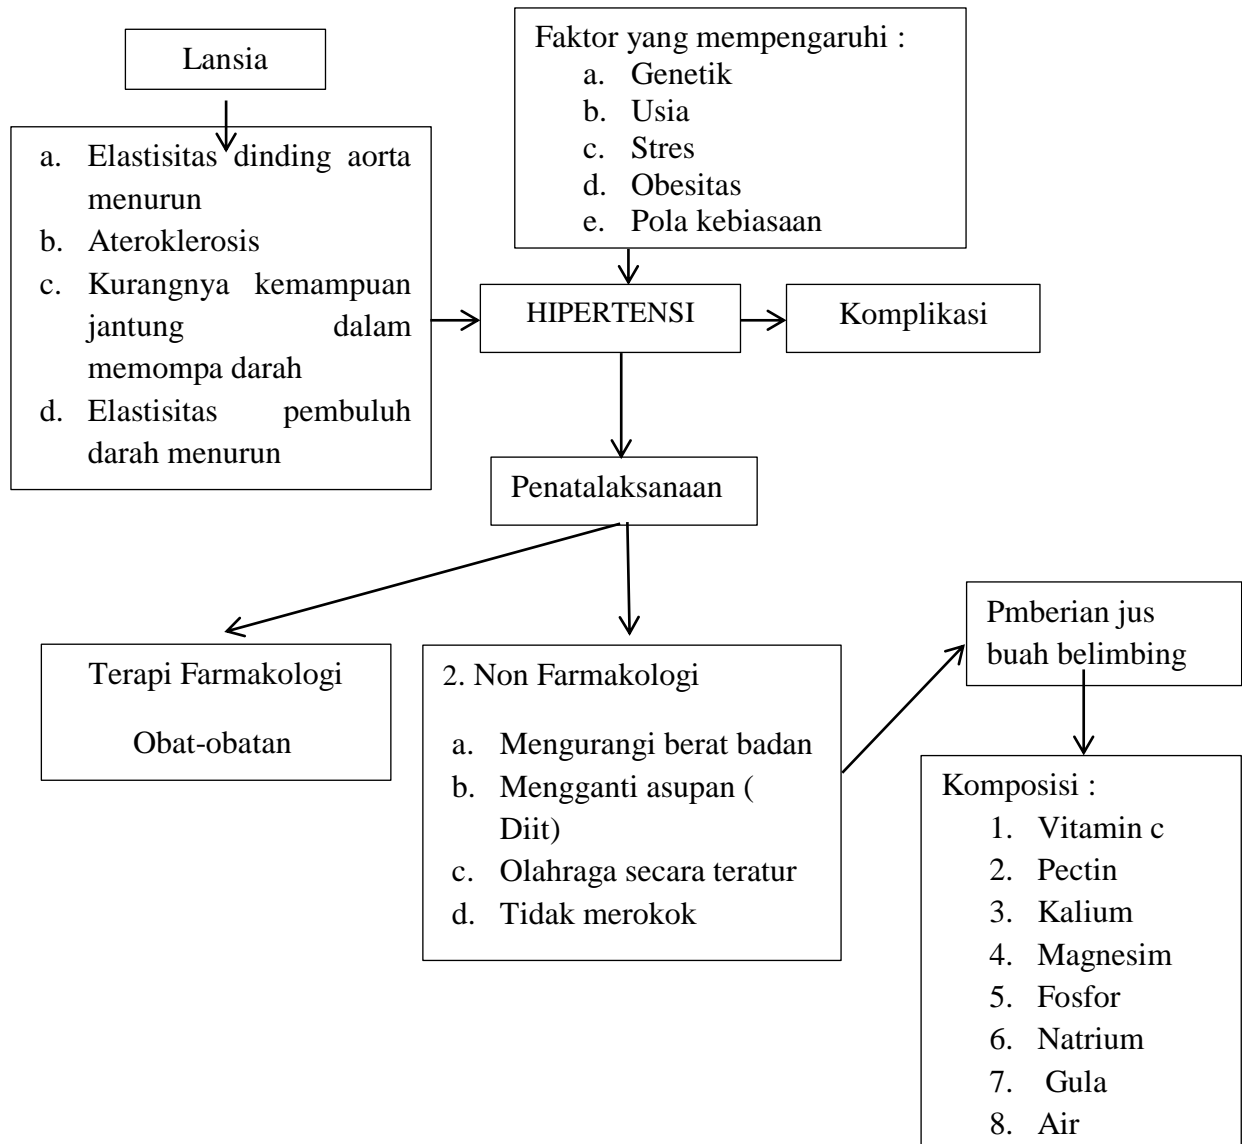 Lansia
Faktor yang mempengaruhi :
a. Genetik
b. Usia
c. Stres
d. Obesitas
e. Pola kebiasaan
a. Elastisitas dinding aorta
menurun
b. Ateroklerosis
c. Kurangnya kemampuan
jantung dalam
memompa darah
d. Elastisitas pembuluh
darah menurun
HIPERTENSI
Komplikasi
Penatalaksanaan
Terapi Farmakologi
Obat-obatan
2. Non Farmakologi
a. Mengurangi berat badan
b. Mengganti asupan (
Diit)
c. Olahraga secara teratur
d. Tidak merokok
Pmberian jus
buah belimbing
Komposisi :
1. Vitamin c
2. Pectin
3. Kalium
4. Magnesim
5. Fosfor
6. Natrium
7. Gula
8. Air